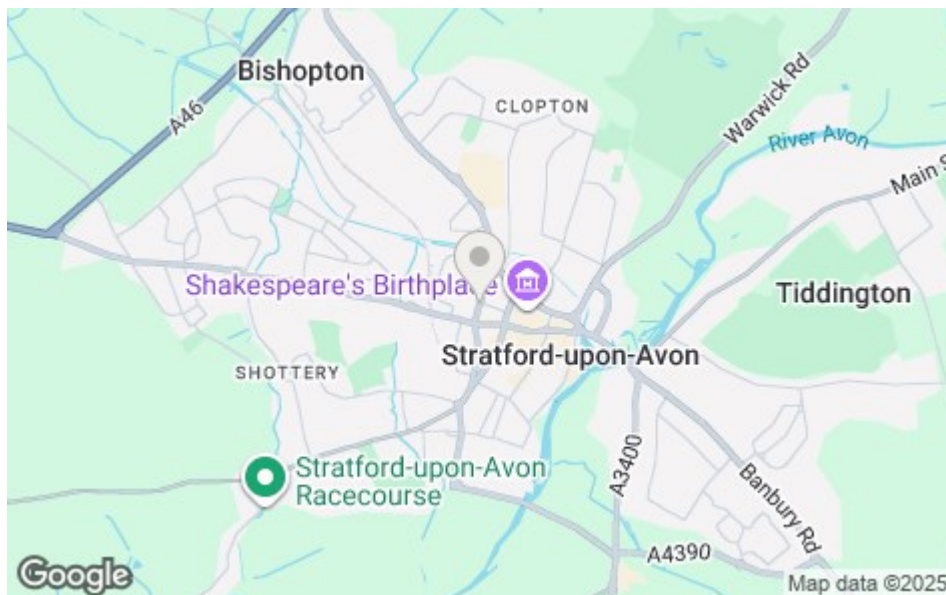 Bishopton
CLOPTON
A46
Warwick Rd
River Avon
Main S
Shakespeare's Birthplace
Tiddington
Stratford-upon-Avon
SHOTTERY
Stratford-upon-Avon
Racecourse
A3400
Banbury Rd
A4390
Google
Map data ©2025